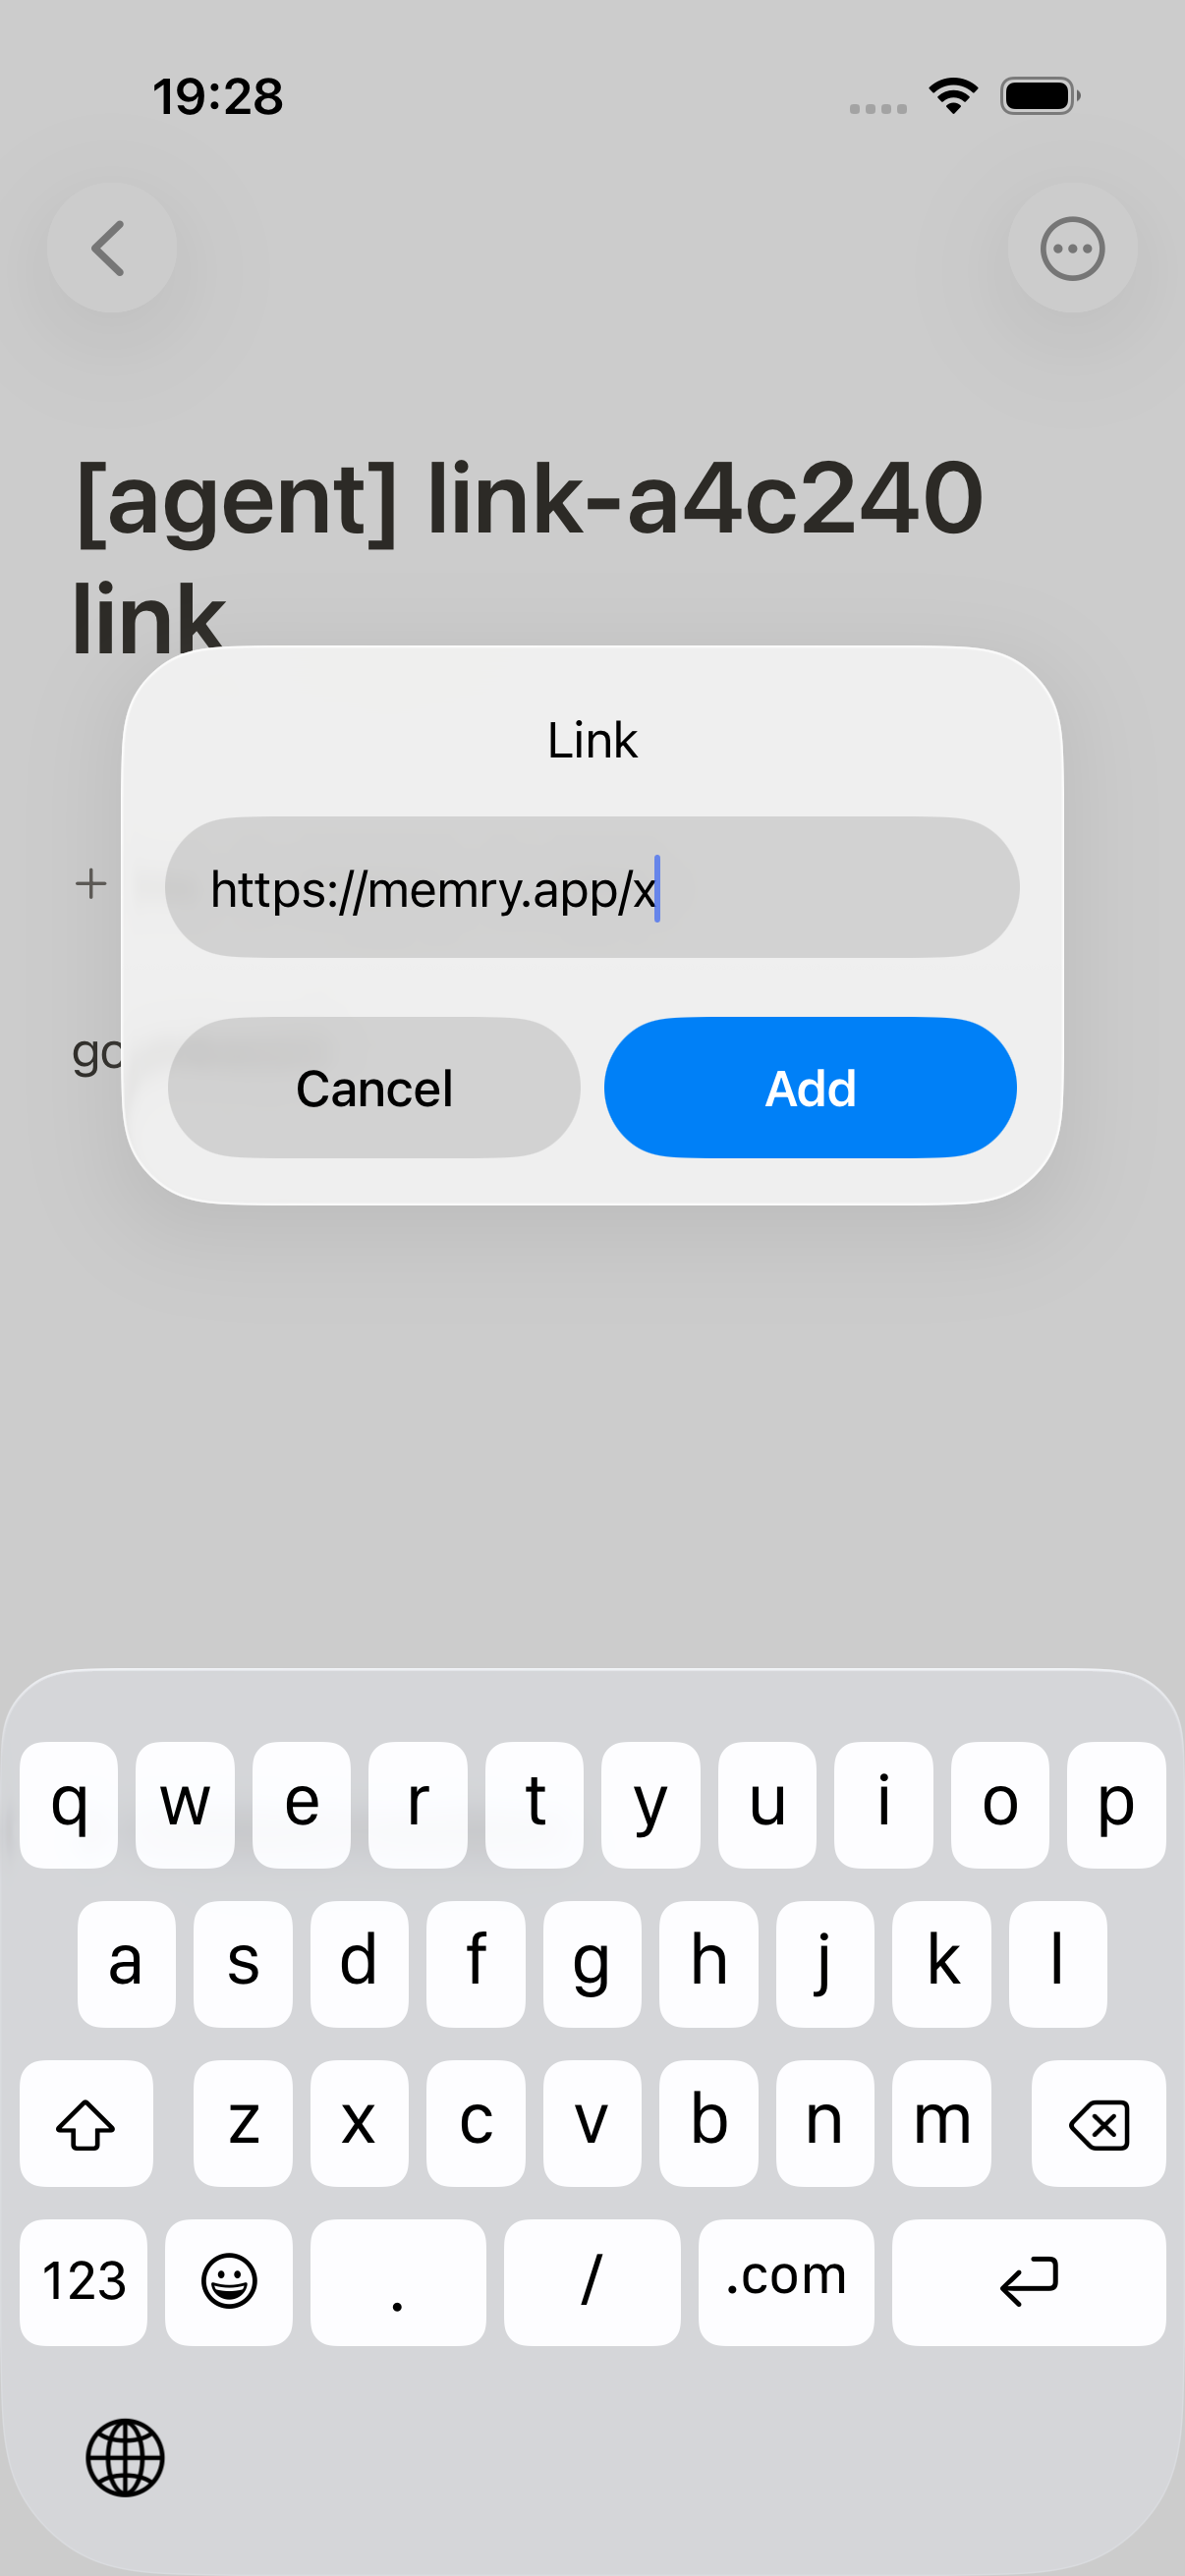 19:28
[agent] link-a4c240
link
Link
https://memry.app/x
Cancel
Add
q w e r t y u i o p
a s d f g h j k l
z x c v b n m
123 . / .com